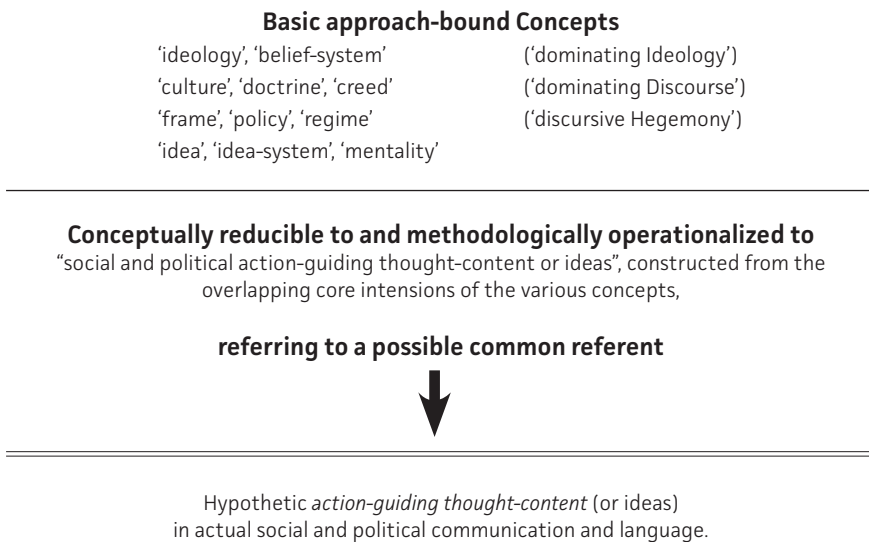 Basic approach-bound Concepts
‘ideology’, ‘belief-system’ (‘dominating Ideology’)
‘culture’, ‘doctrine’, ‘creed’ (‘dominating Discourse’)
‘frame’, ‘policy’, ‘regime’ (‘discursive Hegemony’)
‘idea’, ‘idea-system’, ‘mentality’
Conceptually reducible to and methodologically operationalized to
“social and political action-guiding thought-content or ideas”, constructed from the
overlapping core intensions of the various concepts,
referring to a possible common referent
Hypothetic action-guiding thought-content (or ideas)
in actual social and political communication and language.